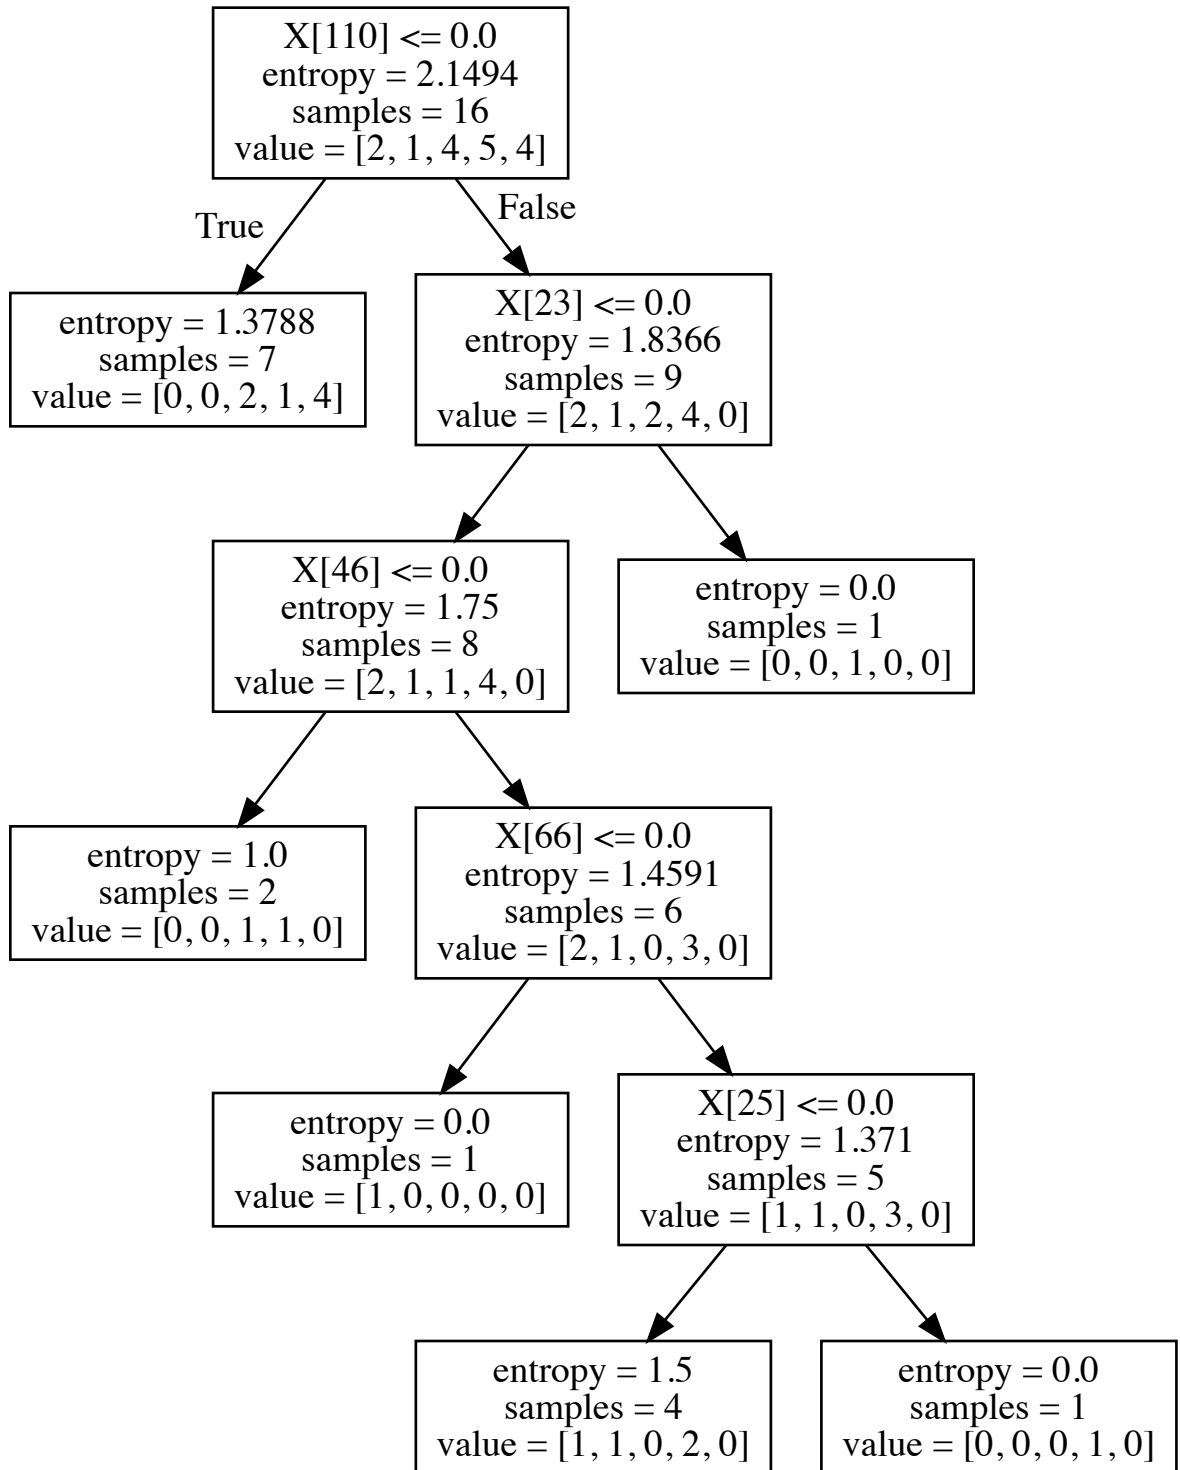 X[110] <= 0.0
entropy = 2.1494
samples = 16
value = [2, 1, 4, 5, 4]
True
False
entropy = 1.3788
samples = 7
value = [0, 0, 2, 1, 4]
X[23] <= 0.0
entropy = 1.8366
samples = 9
value = [2, 1, 2, 4, 0]
X[46] <= 0.0
entropy = 1.75
samples = 8
value = [2, 1, 1, 4, 0]
entropy = 0.0
samples = 1
value = [0, 0, 1, 0, 0]
entropy = 1.0
samples = 2
value = [0, 0, 1, 1, 0]
X[66] <= 0.0
entropy = 1.4591
samples = 6
value = [2, 1, 0, 3, 0]
entropy = 0.0
samples = 1
value = [1, 0, 0, 0, 0]
X[25] <= 0.0
entropy = 1.371
samples = 5
value = [1, 1, 0, 3, 0]
entropy = 1.5
samples = 4
value = [1, 1, 0, 2, 0]
entropy = 0.0
samples = 1
value = [0, 0, 0, 1, 0]